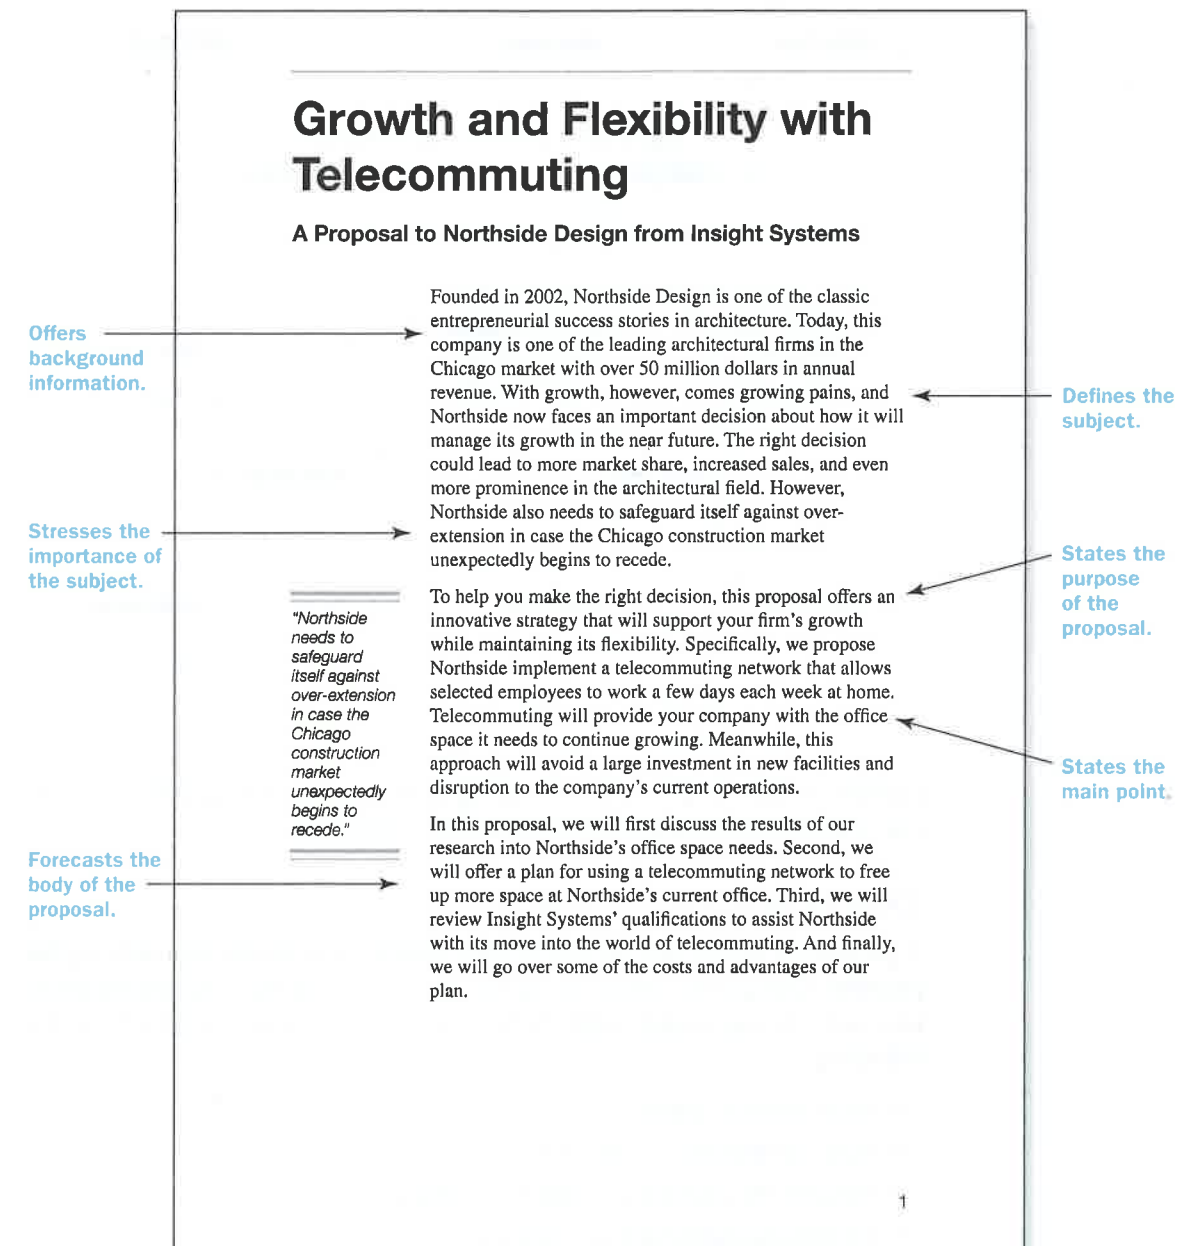 Growth and Flexibility with
Telecommuting
A Proposal to Northside Design from Insight Systems
Founded in 2002, Northside Design is one of the classic
entrepreneurial success stories in architecture. Today, this
company is one of the leading architectural firms in the
Chicago market with over 50 million dollars in annual
revenue. With growth, however, comes growing pains, and
Northside now faces an important decision about how it will
manage its growth in the near future. The right decision
could lead to more market share, increased sales, and even
more prominence in the architectural field. However,
Northside also needs to safeguard itself against over-
extension in case the Chicago construction market
unexpectedly begins to recede.
Offers
background
information.
Defines the
subject.
Stresses the
importance of
the subject.
To help you make the right decision, this proposal offers an
innovative strategy that will support your firm's growth
while maintaining its flexibility. Specifically, we propose
Northside implement a telecommuting network that allows
selected employees to work a few days each week at home.
Telecommuting will provide your company with the office
space it needs to continue growing. Meanwhile, this
approach will avoid a large investment in new facilities and
disruption to the company's current operations.
States the
purpose
of the
proposal.
"Northside
needs to
safeguard
itself against
over-extension
in case the
Chicago
construction
market
unexpectedly
begins to
recede."
States the
main point.
In this proposal, we will first discuss the results of our
research into Northside's office space needs. Second, we
will offer a plan for using a telecommuting network to free
up more space at Northside's current office. Third, we will
review Insight Systems' qualifications to assist Northside
with its move into the world of telecommuting. And finally,
we will go over some of the costs and advantages of our
plan.
Forecasts the
body of the
proposal.
1